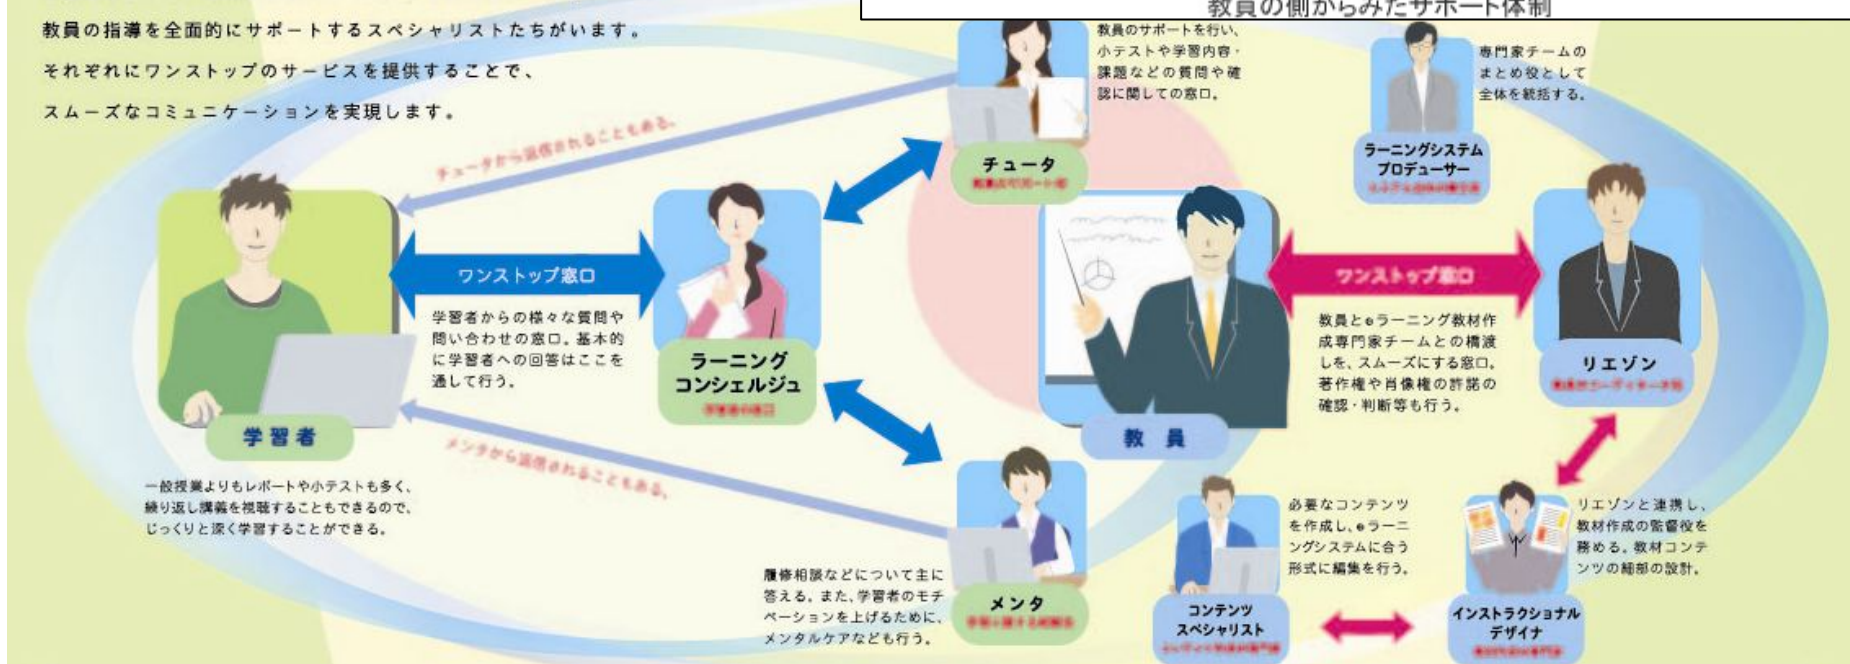 教員の側からみたサポート体制
教員の指導を全面的にサポートするスペシャリストたちがいます。
それぞれにワンストップのサービスを提供することで、
スムーズなコミュニケーションを実現します。
教員のサポートを行い、
小テストや学習内容・
課題などの質問や確
認に関しての窓口。
専門家チームの
まとめ役として
全体を統括する。
チュータから返信されることもある。
チュータ
ラーニングシステム
プロデューサー
ワンストップ窓口
学習者からの様々な質問や
問い合わせの窓口。基本的
に学習者への回答はここを
通して行う。
ラーニング
コンシェルジュ
学習者の窓口
ワンストップ窓口
教員とeラーニング教材作
成専門家チームとの橋渡
しを、スムーズにする窓口。
著作権や肖像権の許諾の
確認・判断等も行う。
リエゾン
学習者
教員
メンタから返信されることもある。
一般授業よりもレポートや小テストも多く、
繰り返し講義を視聴することもできるので、
じっくりと深く学習することができる。
履修相談などについて主に
答える。また、学習者のモチ
ベーションを上げるために、
メンタルケアなども行う。
メンタ
必要なコンテンツ
を作成し、eラーニ
ングシステムに合う
形式に編集を行う。
コンテンツ
スペシャリスト
リエゾンと連携し、
教材作成の監督役を
務める。教材コンテ
ンツの細部の設計。
インストラクショナル
デザイナ